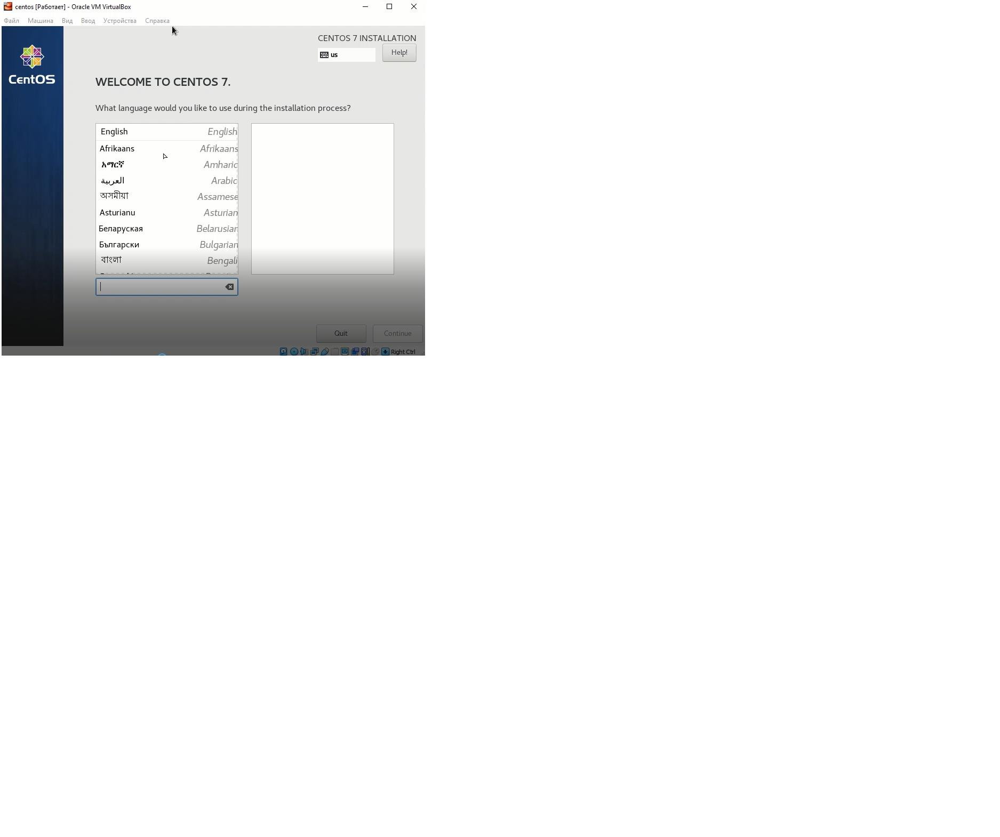 centos [Работает] - Oracle VM VirtualBox
Файл Машина Вид Ввод Устройства Справка
CentOS
CENTOS 7 INSTALLATION
us
Help!
WELCOME TO CENTOS 7.
What language would you like to use during the installation process?
English English
Afrikaans Afrikaans
አማርኛ Amharic
العربية Arabic
অসমীয়া Assamese
Asturianu Asturian
Беларуская Belarusian
Български Bulgarian
বাংলা Bengali
Quit Continue
Right Ctrl